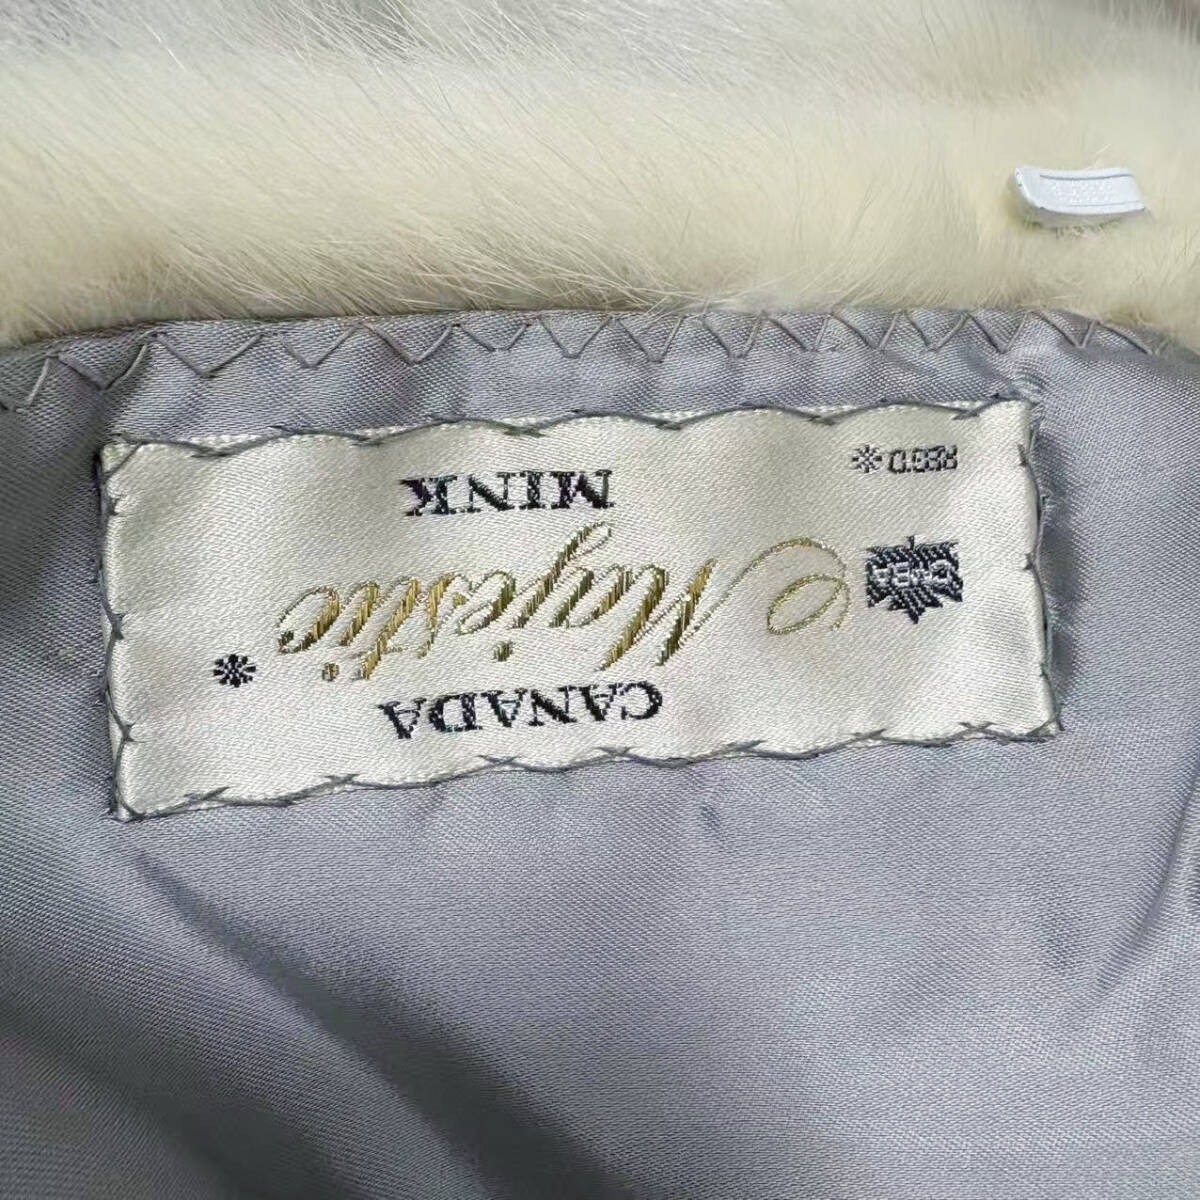 CANADA
Majestic *
MINK
* REG'D